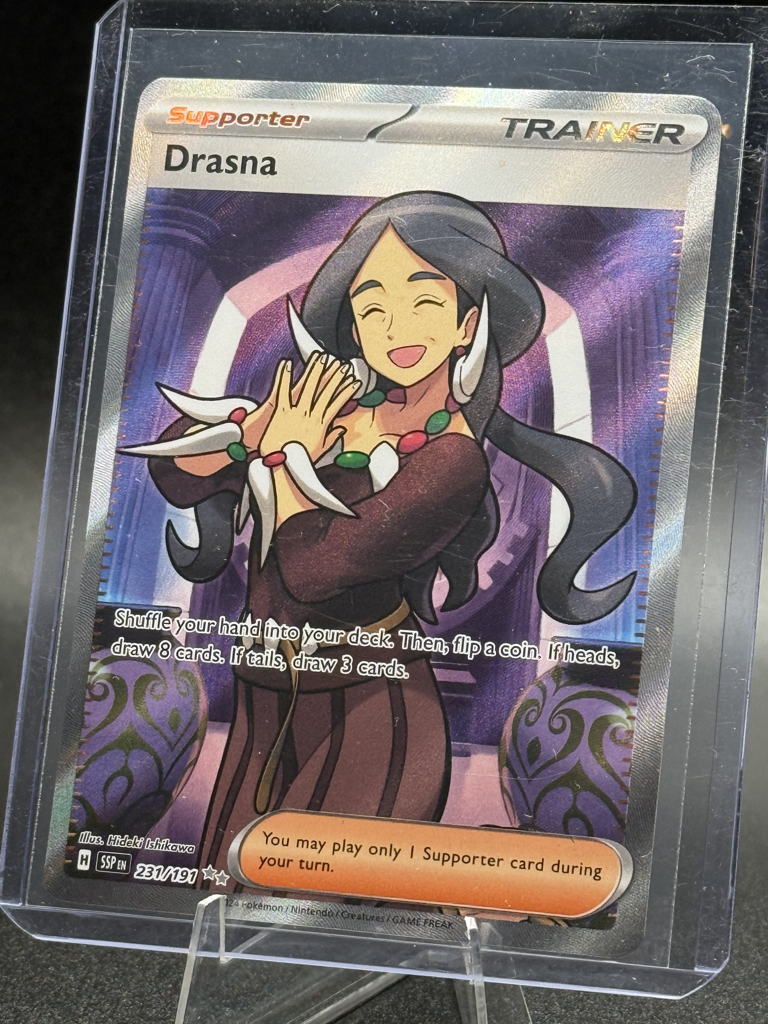 Supporter
TRAINER
Drasna
Shuffle your hand into your deck. Then, flip a coin. If heads,
draw 8 cards. If tails, draw 3 cards.
You may play only 1 Supporter card during
your turn.
Illus. Hideki Ishikawa
H SSP EN 231/191
24 Pokémon / Nintendo / Creatures / GAME FREAK